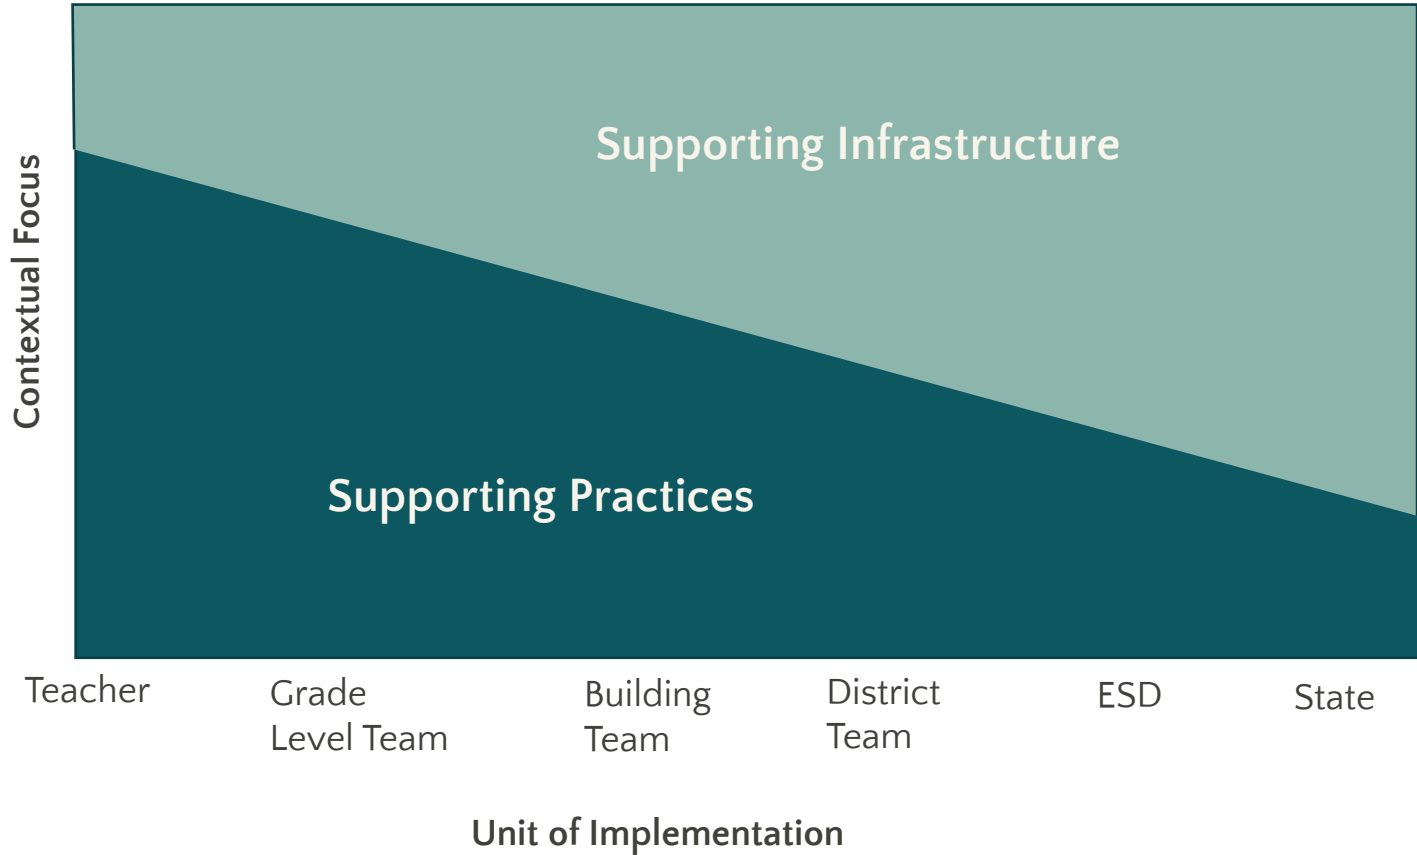 Supporting Infrastructure
Contextual Focus
Supporting Practices
Teacher
Grade
Level Team
Building
Team
District
Team
ESD
State
Unit of Implementation